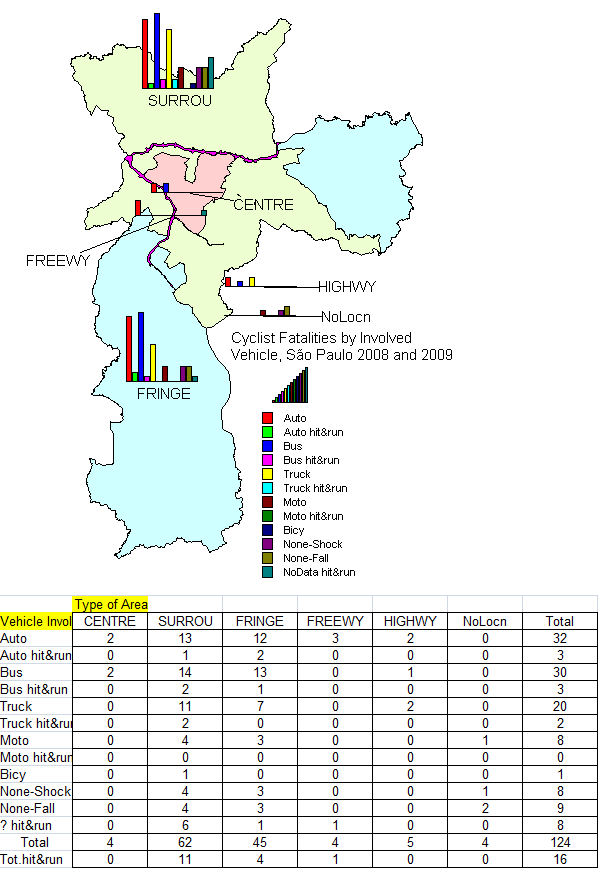 SURROU
CENTRE
FREEWY
HIGHWY
NoLocn
Cyclist Fatalities by Involved
Vehicle, São Paulo 2008 and 2009
FRINGE
Auto
Auto hit&run
Bus
Bus hit&run
Truck
Truck hit&run
Moto
Moto hit&run
Bicy
None-Shock
None-Fall
NoData hit&run
Type of Area
Vehicle Invol CENTRE SURROU FRINGE FREEWY HIGHWY NoLocn Total
Auto 2 13 12 3 2 0 32
Auto hit&run 0 1 2 0 0 0 3
Bus 2 14 13 0 1 0 30
Bus hit&run 0 2 1 0 0 0 3
Truck 0 11 7 0 2 0 20
Truck hit&run 0 2 0 0 0 0 2
Moto 0 4 3 0 0 1 8
Moto hit&run 0 0 0 0 0 0 0
Bicy 0 1 0 0 0 0 1
None-Shock 0 4 3 0 0 1 8
None-Fall 0 4 3 0 0 2 9
? hit&run 0 6 1 1 0 0 8
Total 4 62 45 4 5 4 124
Tot.hit&run 0 11 4 1 0 0 16